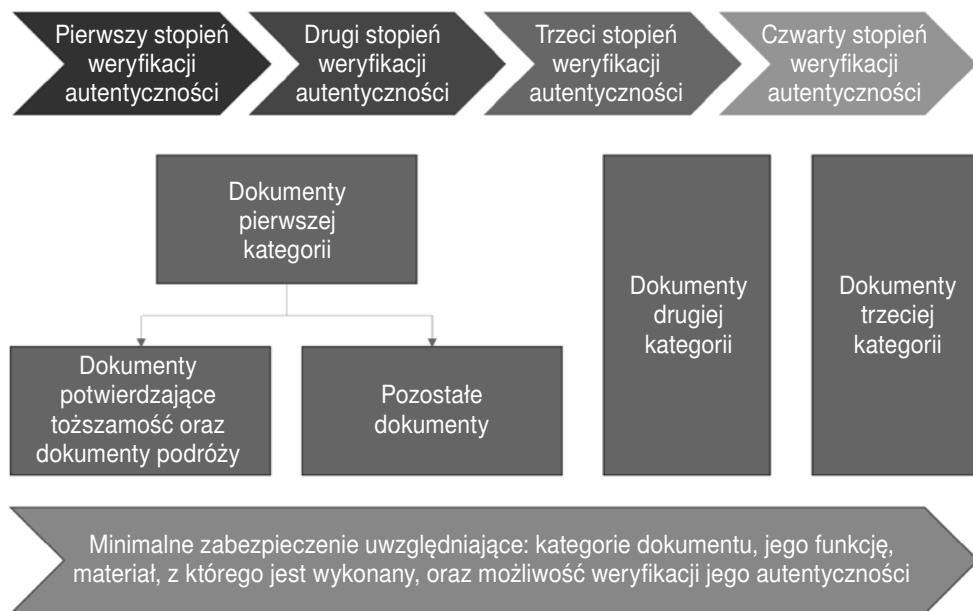 Pierwszy stopień
weryfikacji
autentyczności
Drugi stopień
weryfikacji
autentyczności
Trzeci stopień
weryfikacji
autentyczności
Czwarty stopień
weryfikacji
autentyczności
Dokumenty
pierwszej
kategorii
Dokumenty
potwierdzające
toższamość oraz
dokumenty podróży
Pozostałe
dokumenty
Dokumenty
drugiej
kategorii
Dokumenty
trzeciej
kategorii
Minimalne zabezpieczenie uwzględniające: kategorie dokumentu, jego funkcję,
materiał, z którego jest wykonany, oraz możliwość weryfikacji jego autentyczności